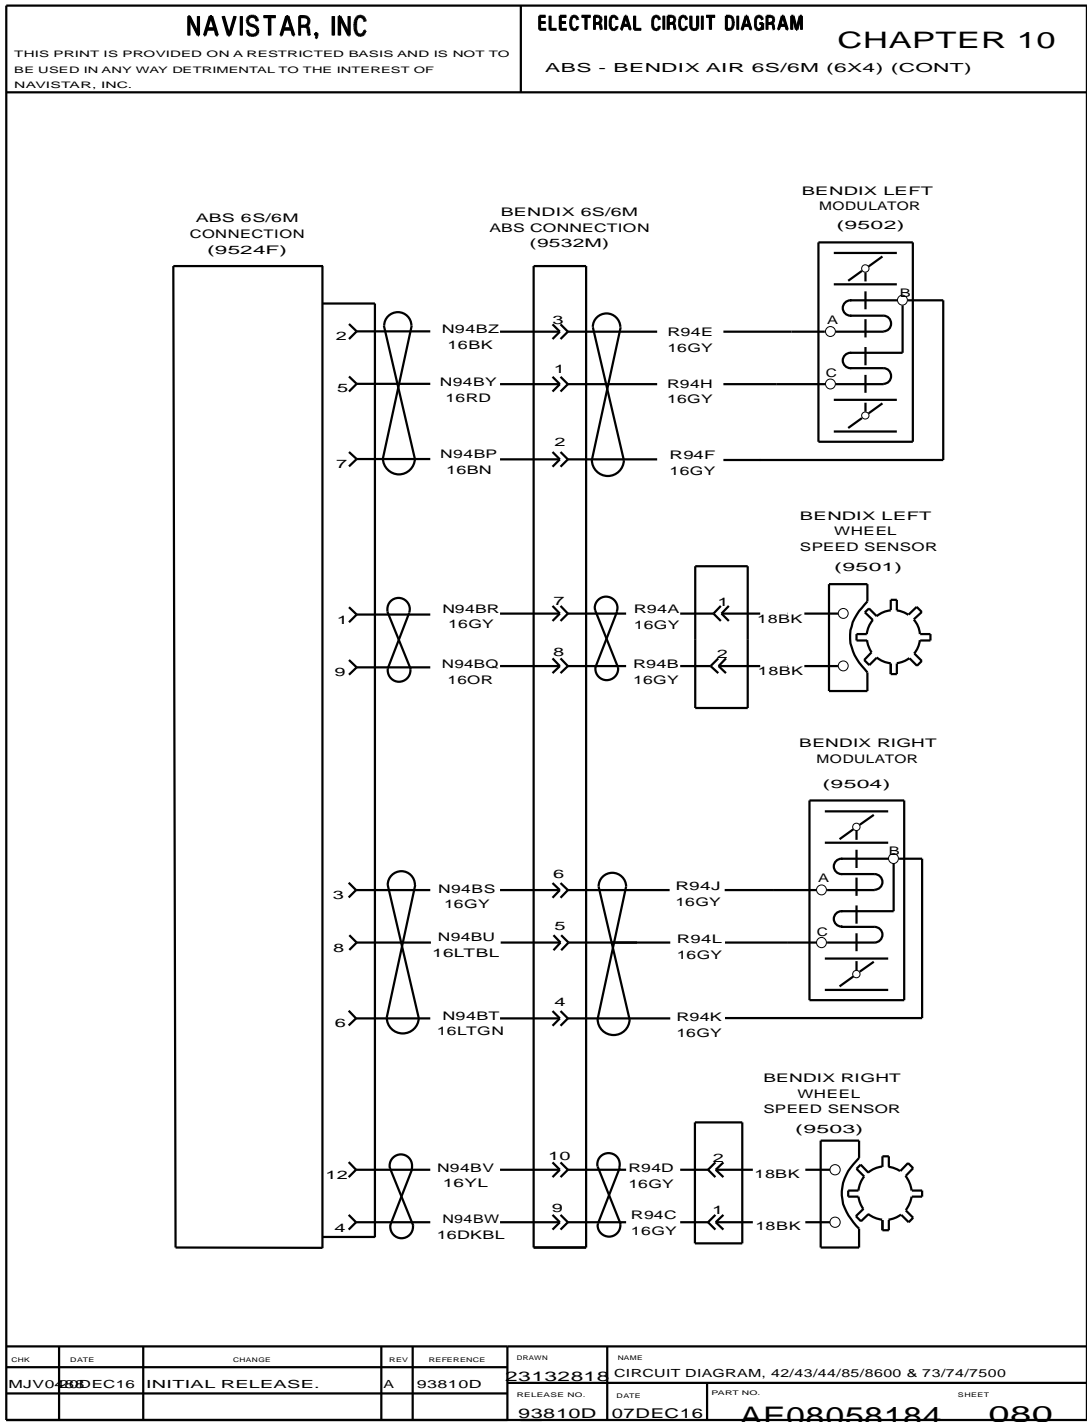 NAVISTAR, INC
THIS PRINT IS PROVIDED ON A RESTRICTED BASIS AND IS NOT TO
BE USED IN ANY WAY DETRIMENTAL TO THE INTEREST OF
NAVISTAR, INC.
ELECTRICAL CIRCUIT DIAGRAM
CHAPTER 10
ABS - BENDIX AIR 6S/6M (6X4) (CONT)
ABS 6S/6M
CONNECTION
(9524F)
BENDIX 6S/6M
ABS CONNECTION
(9532M)
BENDIX LEFT
MODULATOR
(9502)
B
2 N94BZ 3 R94E A
16BK 16GY
5 N94BY 1 R94H C
16RD 16GY
7 N94BP 2 R94F
16BN 16GY
BENDIX LEFT
WHEEL
SPEED SENSOR
(9501)
1 N94BR 7 R94A 1 18BK
16GY 16GY
9 N94BQ 8 R94B 2 18BK
16OR 16GY
BENDIX RIGHT
MODULATOR
(9504)
B
3 N94BS 6 R94J A
16GY 16GY
8 N94BU 5 R94L C
16LTBL 16GY
6 N94BT 4 R94K
16LTGN 16GY
BENDIX RIGHT
WHEEL
SPEED SENSOR
(9503)
12 N94BV 10 R94D 2 18BK
16YL 16GY
4 N94BW 9 R94C 1 18BK
16DKBL 16GY
CHK DATE CHANGE REV REFERENCE
INITIAL RELEASE. A 93810D
DRAWN
23132818
NAME
CIRCUIT DIAGRAM, 42/43/44/85/8600 & 73/74/7500
RELEASE NO.
93810D
DATE
07DEC16
PART NO.
AF08058184
SHEET
080